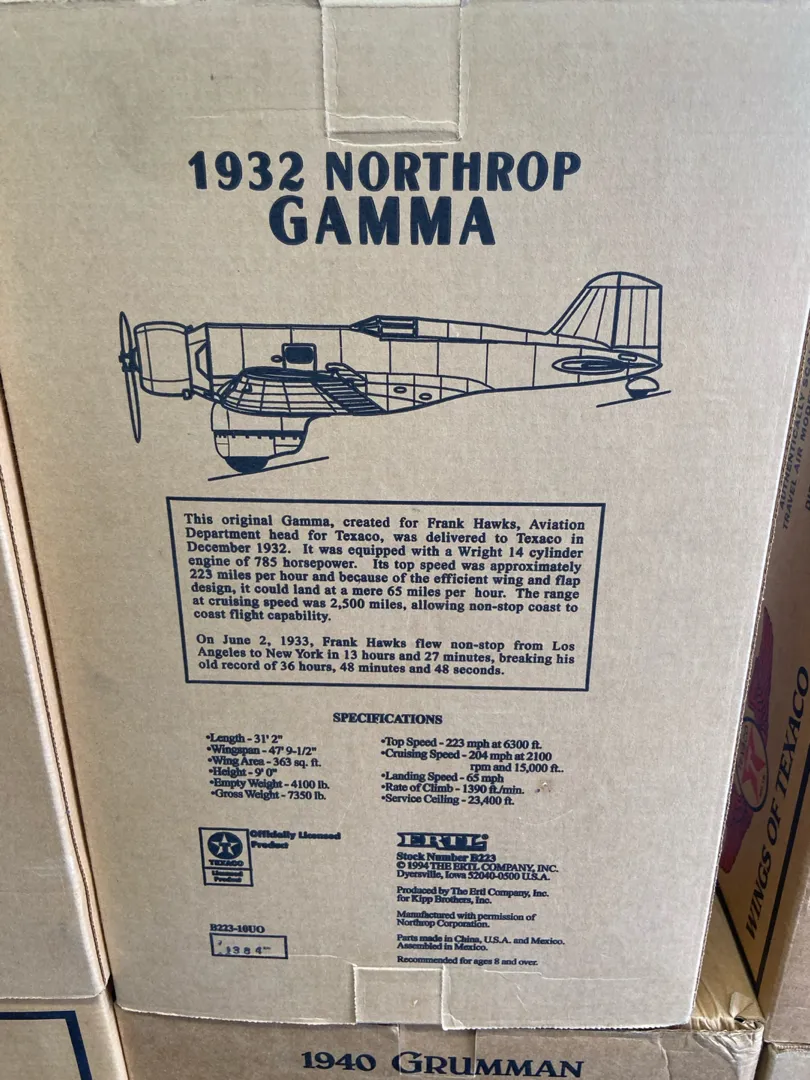 1932 NORTHROP
GAMMA
This original Gamma, created for Frank Hawks, Aviation
Department head for Texaco, was delivered to Texaco in
December 1932. It was equipped with a Wright 14 cylinder
engine of 785 horsepower. Its top speed was approximately
223 miles per hour and because of the efficient wing and flap
design, it could land at a mere 65 miles per hour. The range
at cruising speed was 2,500 miles, allowing non-stop coast to
coast flight capability.
On June 2, 1933, Frank Hawks flew non-stop from Los
Angeles to New York in 13 hours and 27 minutes, breaking his
old record of 36 hours, 48 minutes and 48 seconds.
SPECIFICATIONS
•Length - 31' 2"
•Wingspan - 47' 9-1/2"
•Wing Area - 363 sq. ft.
•Height - 9' 0"
•Empty Weight - 4100 lb.
•Gross Weight - 7350 lb.
•Top Speed - 223 mph at 6300 ft.
•Cruising Speed - 204 mph at 2100
rpm and 15,000 ft..
•Landing Speed - 65 mph
•Rate of Climb - 1390 ft./min.
•Service Ceiling - 23,400 ft.
TEXACO
Licensed
Product
Officially Licensed
Product
B223-10UO
ERTL
Stock Number B223
© 1994 THE ERTL COMPANY, INC.
Dyersville, Iowa 52040-0500 U.S.A.
Produced by The Ertl Company, Inc.
for Kipp Brothers, Inc.
Manufactured with permission of
Northrop Corporation.
Parts made in China, U.S.A. and Mexico.
Assembled in Mexico.
Recommended for ages 8 and over.
AUTHENTICALLY
TRAVEL AIR
WINGS OF TEXACO
1940 GRUMMAN